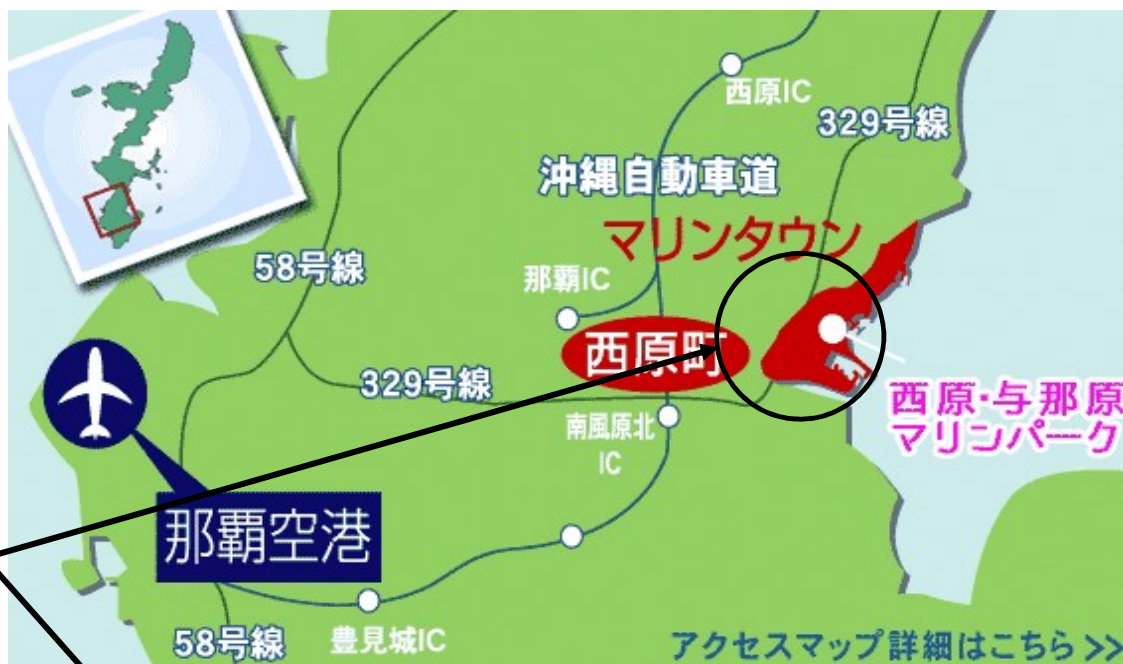 西原IC
329号線
沖縄自動車道
マリンタウン
58号線
那覇IC
西原町
329号線
西原・与那原
マリンパーク
南風原北
IC
那覇空港
58号線
豊見城IC
アクセスマップ詳細はこちら>>